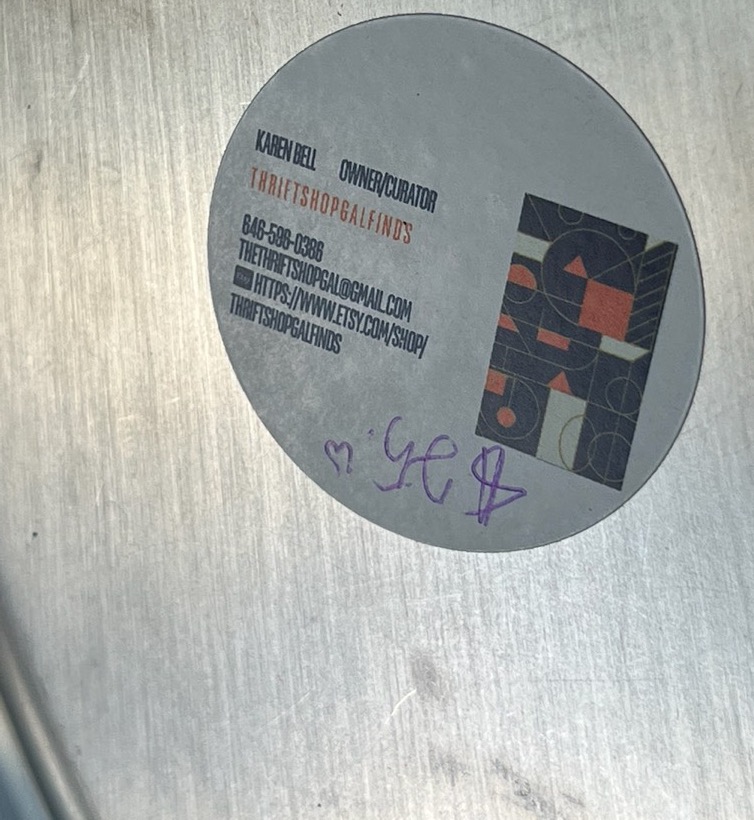 KAREN BELL OWNER/CURATOR
THRIFTSHOPGALFINDS
646-596-0386
THETHRIFTSHOPGAL@GMAIL.COM
HTTPS://WWW.ETSY.COM/SHOP/
THRIFTSHOPGALFINDS